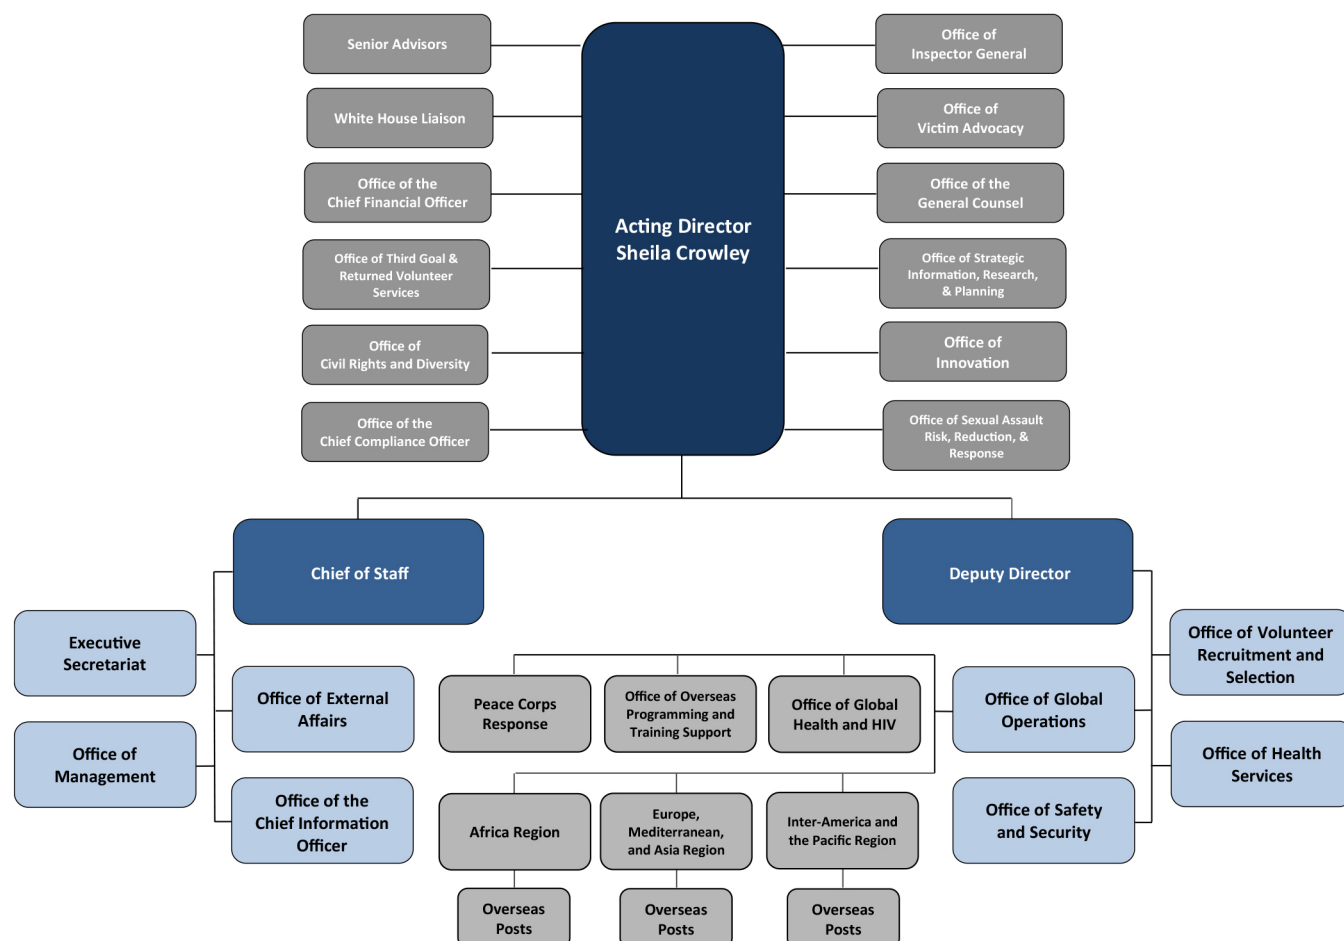 Senior Advisors
White House Liaison
Office of the
Chief Financial Officer
Office of Third Goal &
Returned Volunteer
Services
Office of
Civil Rights and Diversity
Office of the
Chief Compliance Officer
Acting Director
Sheila Crowley
Office of
Inspector General
Office of
Victim Advocacy
Office of the
General Counsel
Office of Strategic
Information, Research,
& Planning
Office of
Innovation
Office of Sexual Assault
Risk, Reduction, &
Response
Chief of Staff
Deputy Director
Executive
Secretariat
Office of External
Affairs
Office of
Management
Office of the
Chief Information
Officer
Peace Corps
Response
Office of Overseas
Programming and
Training Support
Office of Global
Health and HIV
Office of Global
Operations
Office of Volunteer
Recruitment and
Selection
Office of Health
Services
Office of Safety
and Security
Africa Region
Europe,
Mediterranean,
and Asia Region
Inter-America and
the Pacific Region
Overseas
Posts
Overseas
Posts
Overseas
Posts